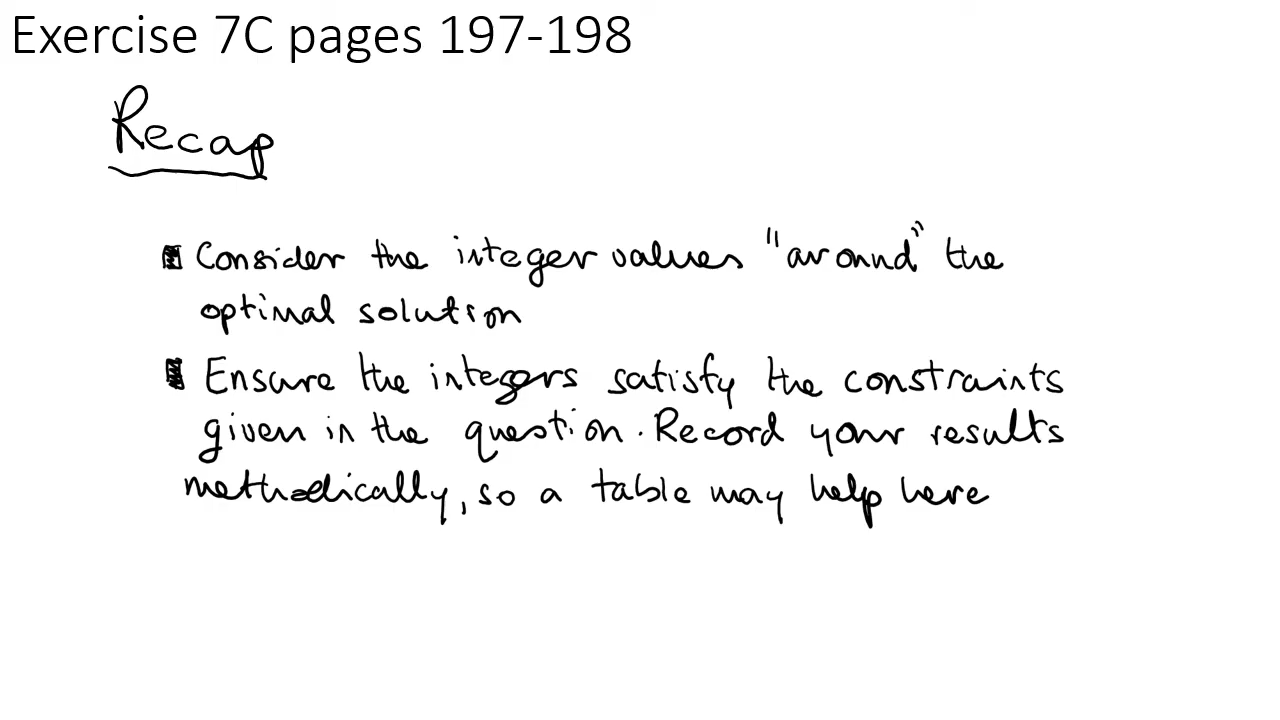 Exercise 7C pages 197-198
Recap
Consider the integer values "around" the
optimal solution
Ensure the integers satisfy the constraints
given in the question. Record your results
methodically, so a table may help here